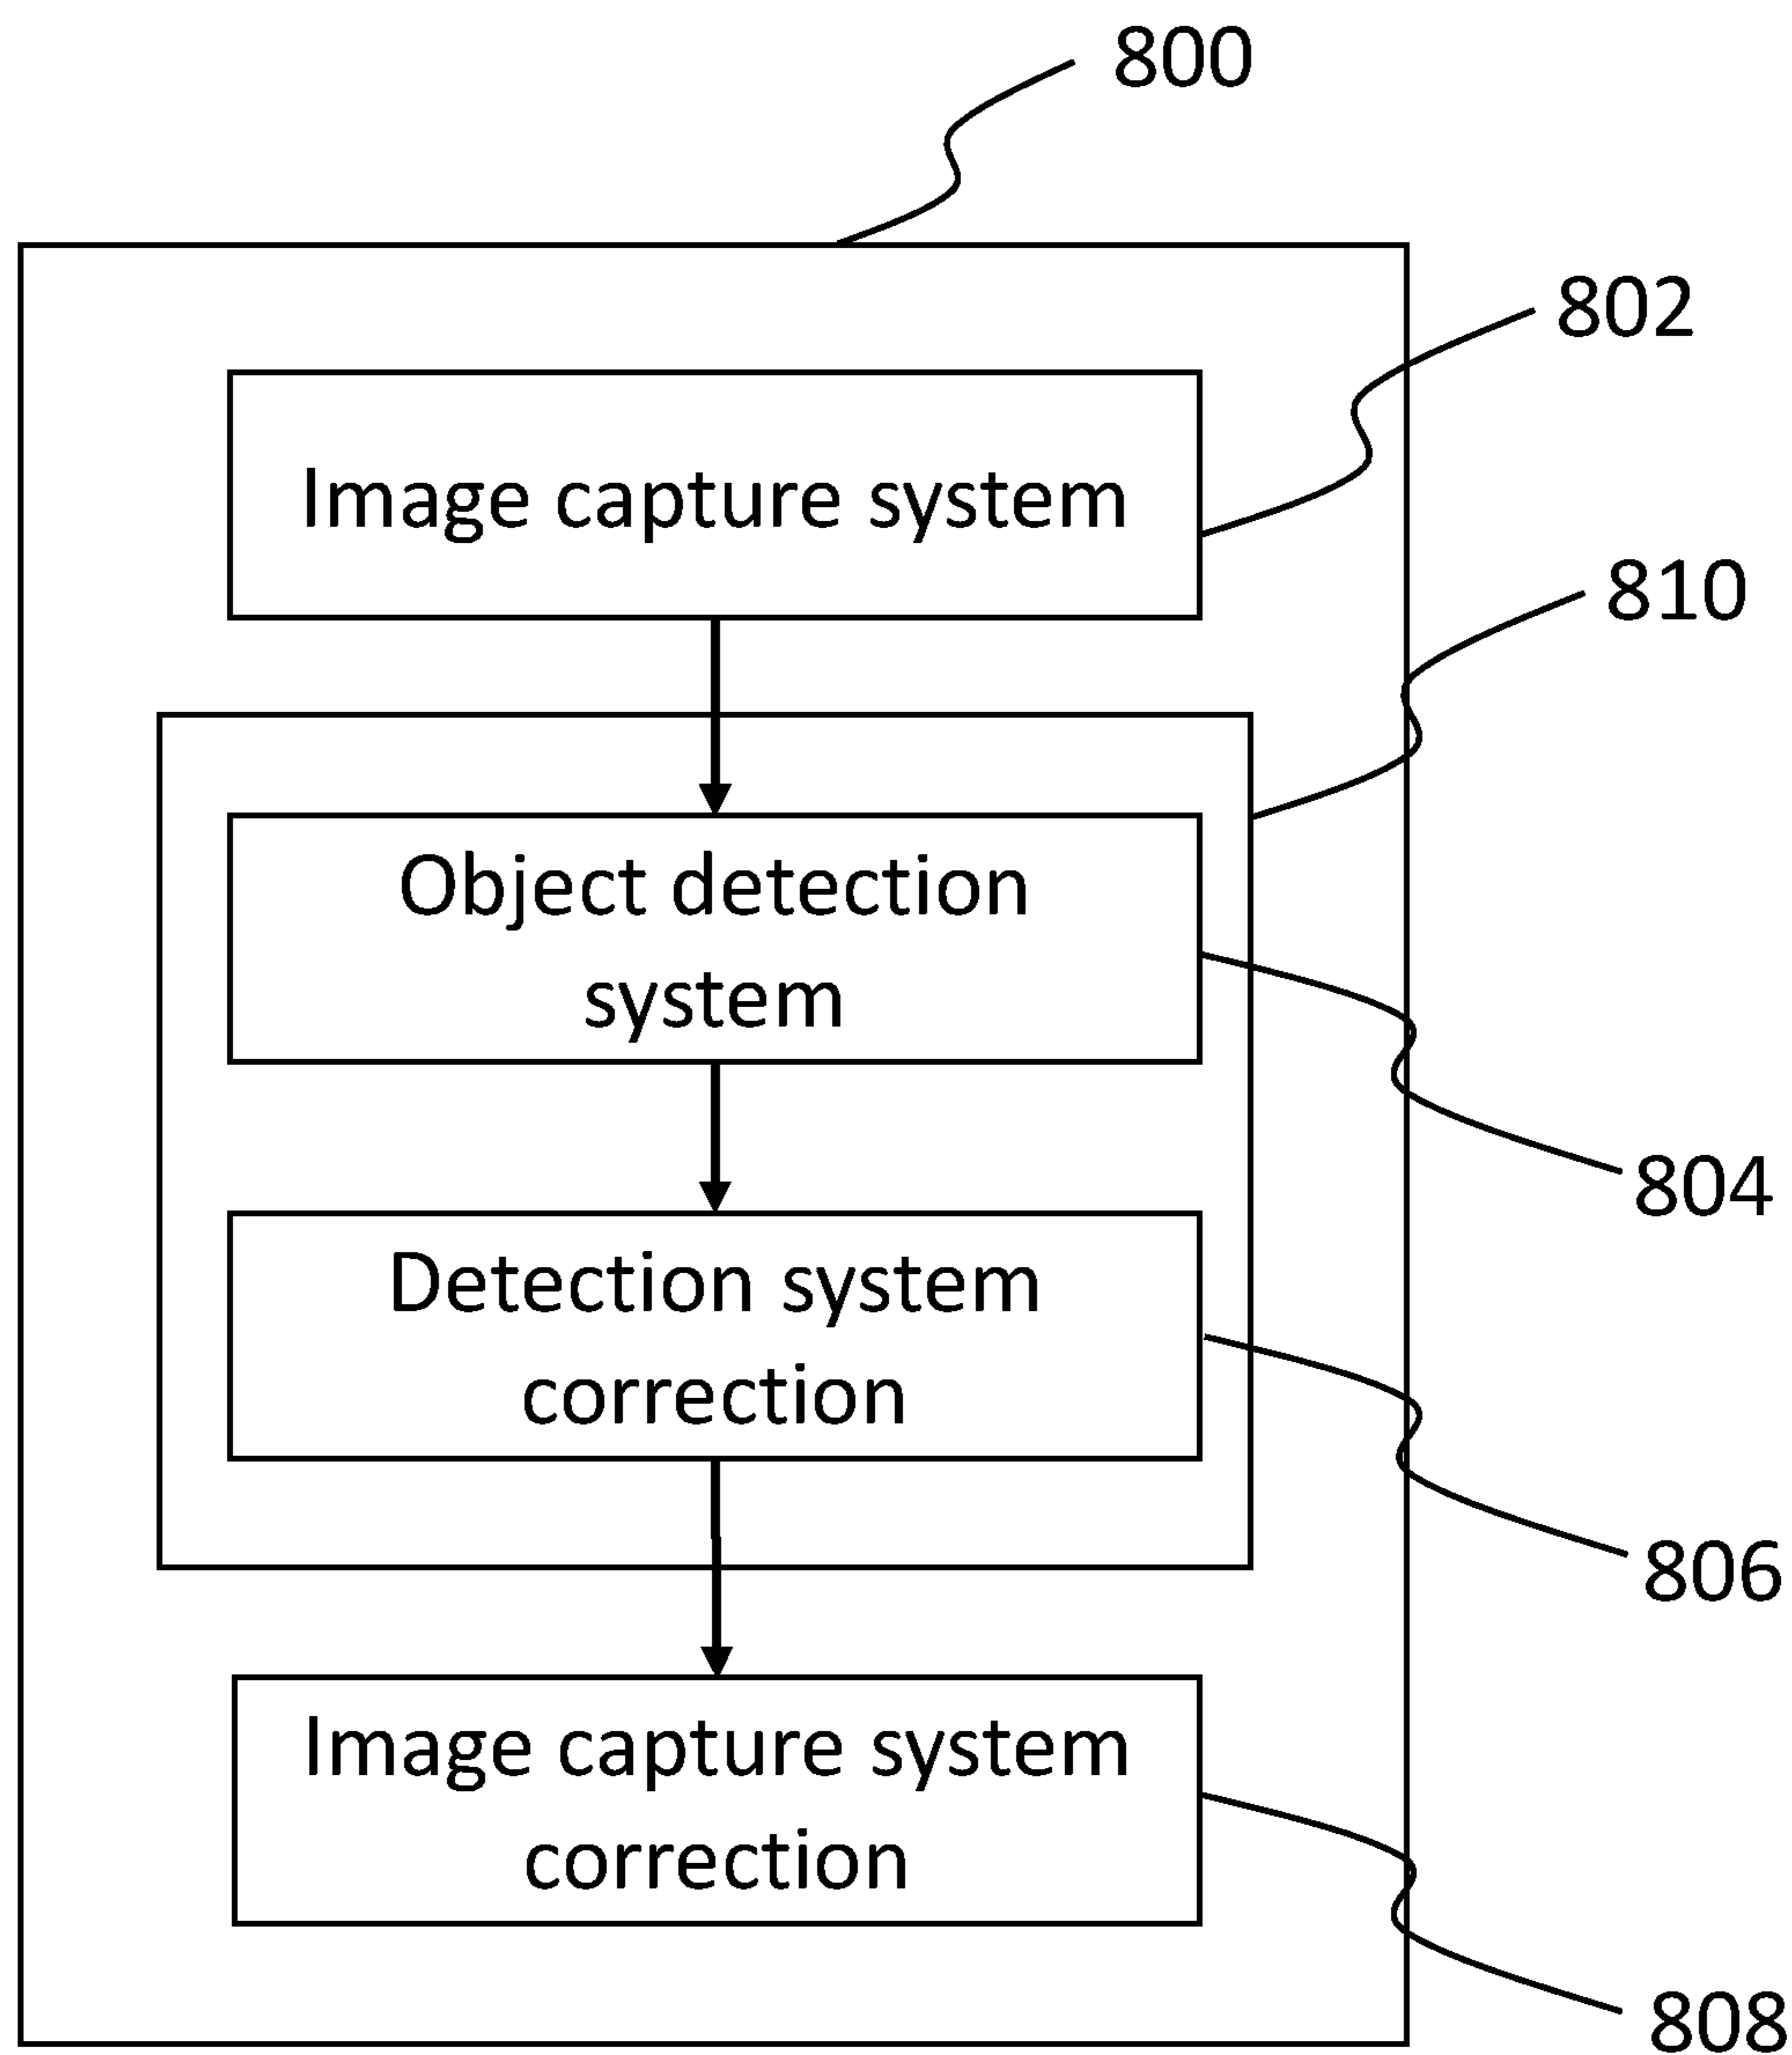 800
802
Image capture system
810
Object detection
system
804
Detection system
correction
806
Image capture system
correction
808